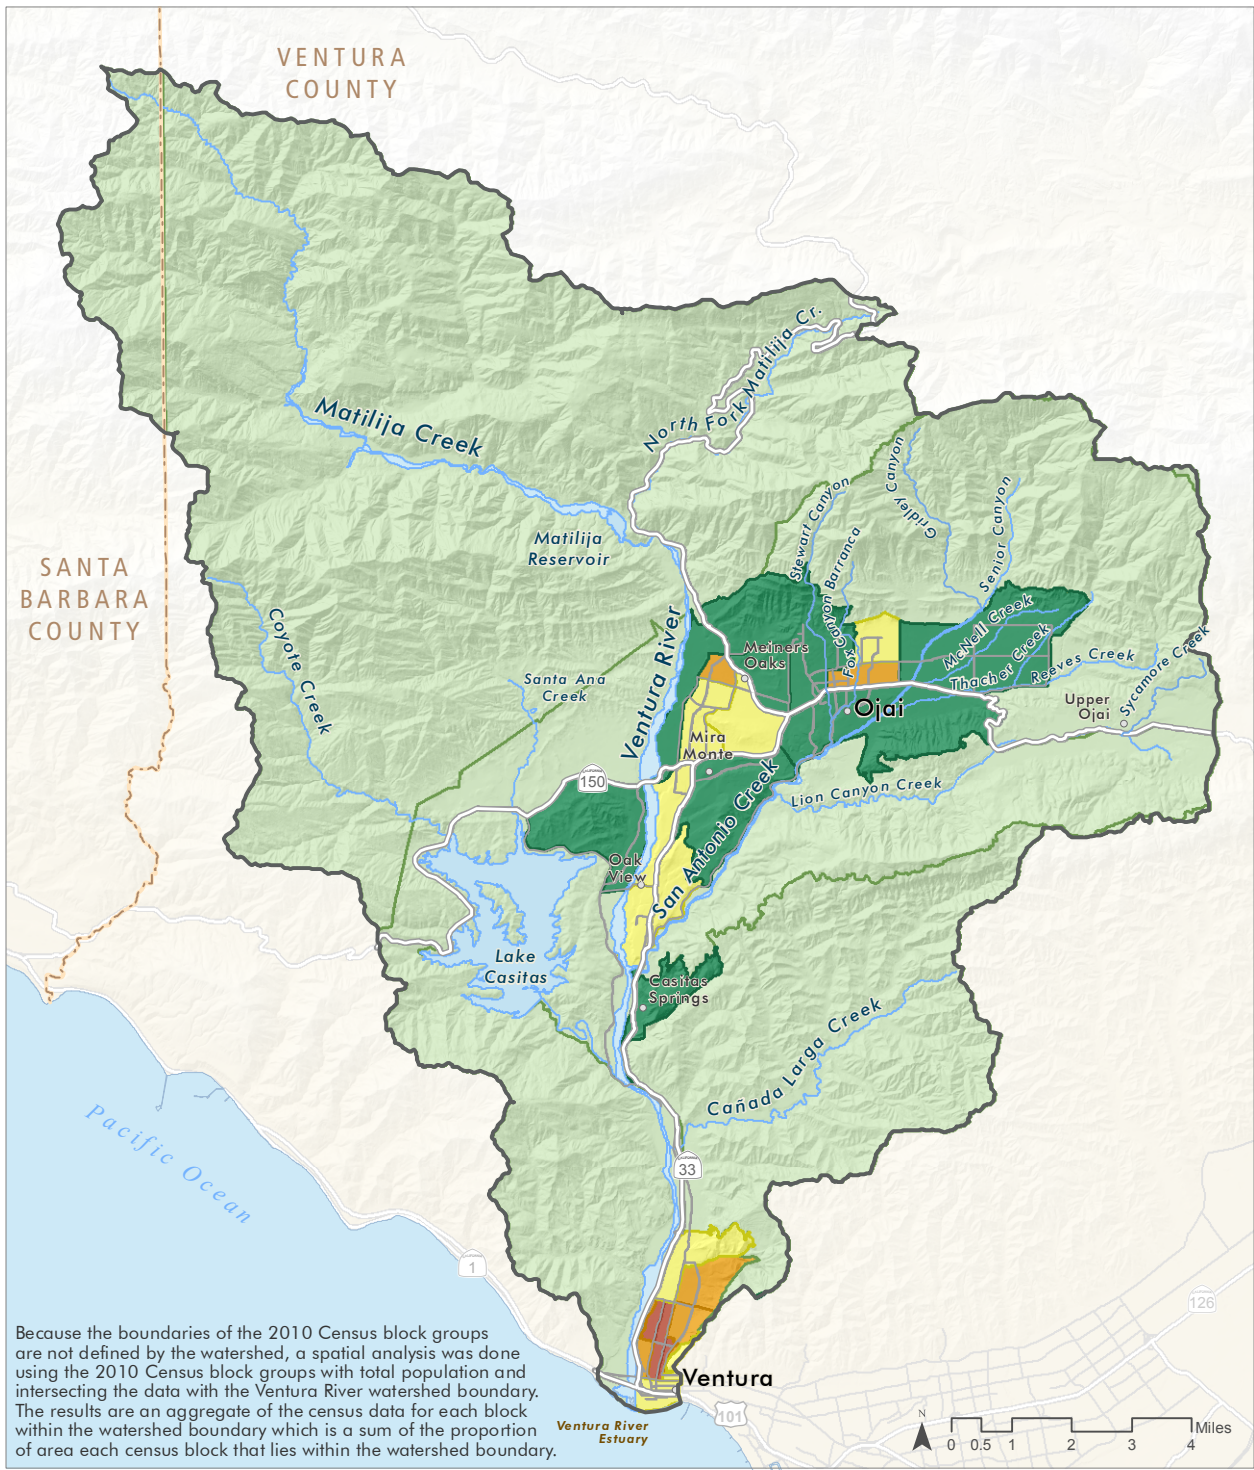 VENTURA
COUNTY
North Fork Matilija Cr.
Matilija Creek
Gridley Canyon
Stewart Canyon
Senior Canyon
Fox Canyon Barranca
Matilija
Reservoir
SANTA
BARBARA
COUNTY
Coyote Creek
Ventura River
McNell Creek
Thacher Creek
Reeves Creek
Sycamore Creek
Meiners
Oaks
Santa Ana
Creek
Upper
Ojai
Ojai
Mira
Monte
150
Lion Canyon Creek
San Antonio Creek
Oak
View
Lake
Casitas
Casitas
Springs
Cañada Larga Creek
Pacific Ocean
CALIFORNIA
33
1
126
Because the boundaries of the 2010 Census block groups
are not defined by the watershed, a spatial analysis was done
using the 2010 Census block groups with total population and
intersecting the data with the Ventura River watershed boundary.
The results are an aggregate of the census data for each block
within the watershed boundary which is a sum of the proportion
of area each census block that lies within the watershed boundary.
Ventura
101
Ventura River
Estuary
N
Miles
0 0.5 1 2 3 4